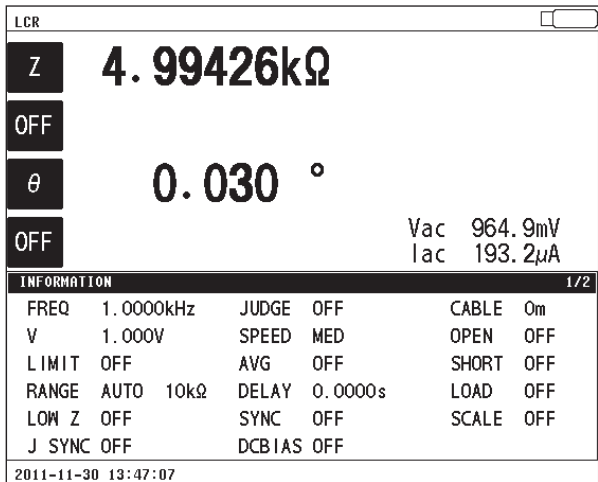 LCR
Z 4.99426kΩ
OFF
θ 0.030 °
OFF
Vac 964.9mV
Iac 193.2μA
INFORMATION 1/2
FREQ 1.0000kHz JUDGE OFF CABLE 0m
V 1.000V SPEED MED OPEN OFF
LIMIT OFF AVG OFF SHORT OFF
RANGE AUTO 10kΩ DELAY 0.0000s LOAD OFF
LOW Z OFF SYNC OFF SCALE OFF
J SYNC OFF DCBIAS OFF
2011-11-30 13:47:07